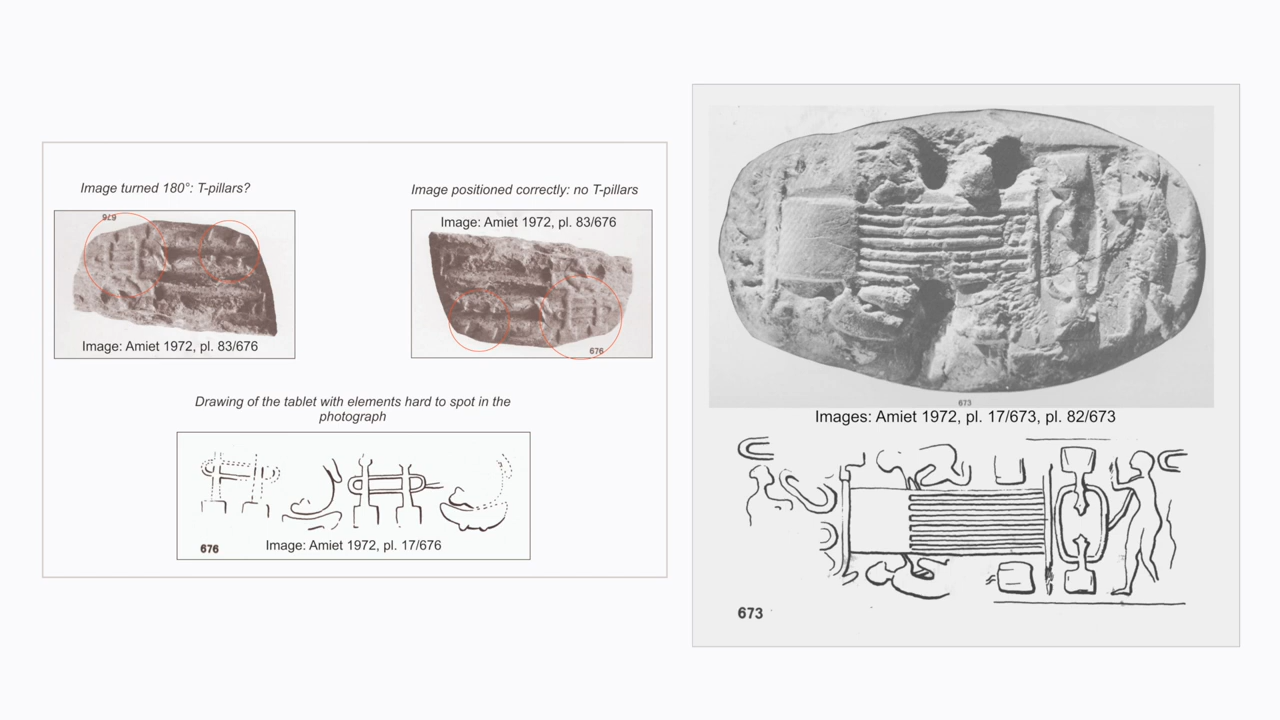 Image turned 180°: T-pillars?
676
Image: Amiet 1972, pl. 83/676
Image positioned correctly: no T-pillars
Image: Amiet 1972, pl. 83/676
676
Drawing of the tablet with elements hard to spot in the
photograph
676
Image: Amiet 1972, pl. 17/676
673
Images: Amiet 1972, pl. 17/673, pl. 82/673
673